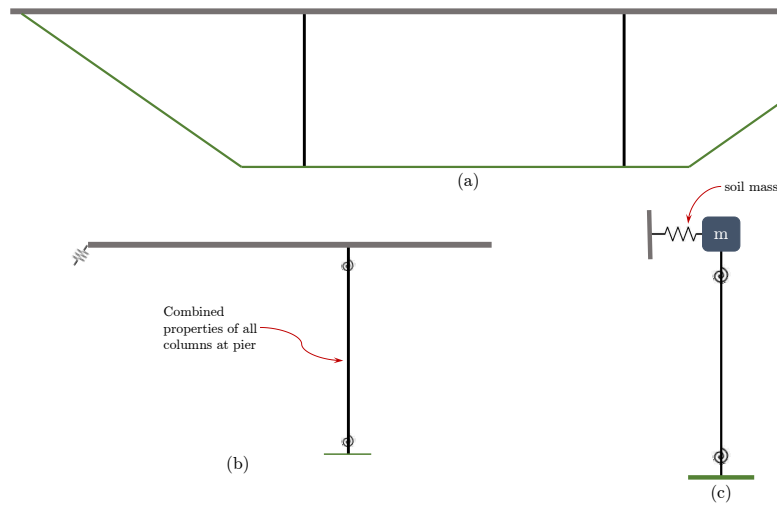 (a)
soil mass
m
Combined
properties of all
columns at pier
(b)
(c)